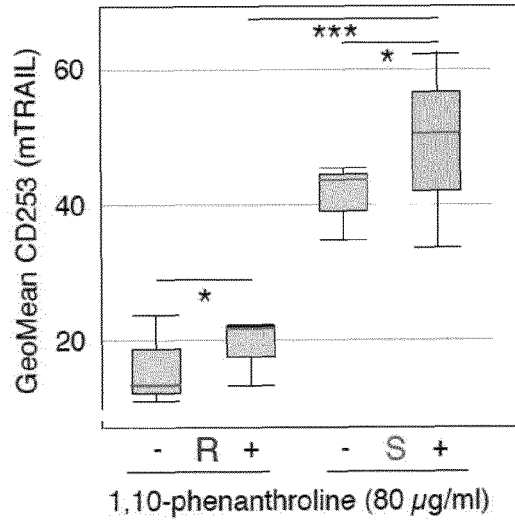 GeoMean CD253 (mTRAIL)
***
*
60
40
*
20
- R + - S +
1,10-phenanthroline (80 µg/ml)